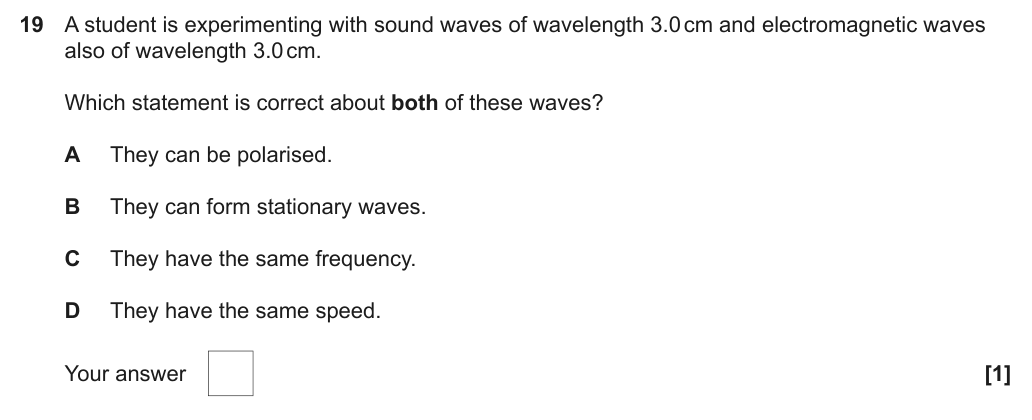 19 A student is experimenting with sound waves of wavelength 3.0 cm and electromagnetic waves
also of wavelength 3.0 cm.
Which statement is correct about both of these waves?
A They can be polarised.
B They can form stationary waves.
C They have the same frequency.
D They have the same speed.
Your answer [1]